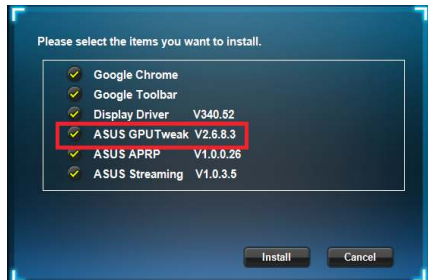 Please select the items you want to install.
Google Chrome
Google Toolbar
Display Driver V340.52
ASUS GPUTweak V2.6.8.3
ASUS APRP V1.0.0.26
ASUS Streaming V1.0.3.5
Install Cancel